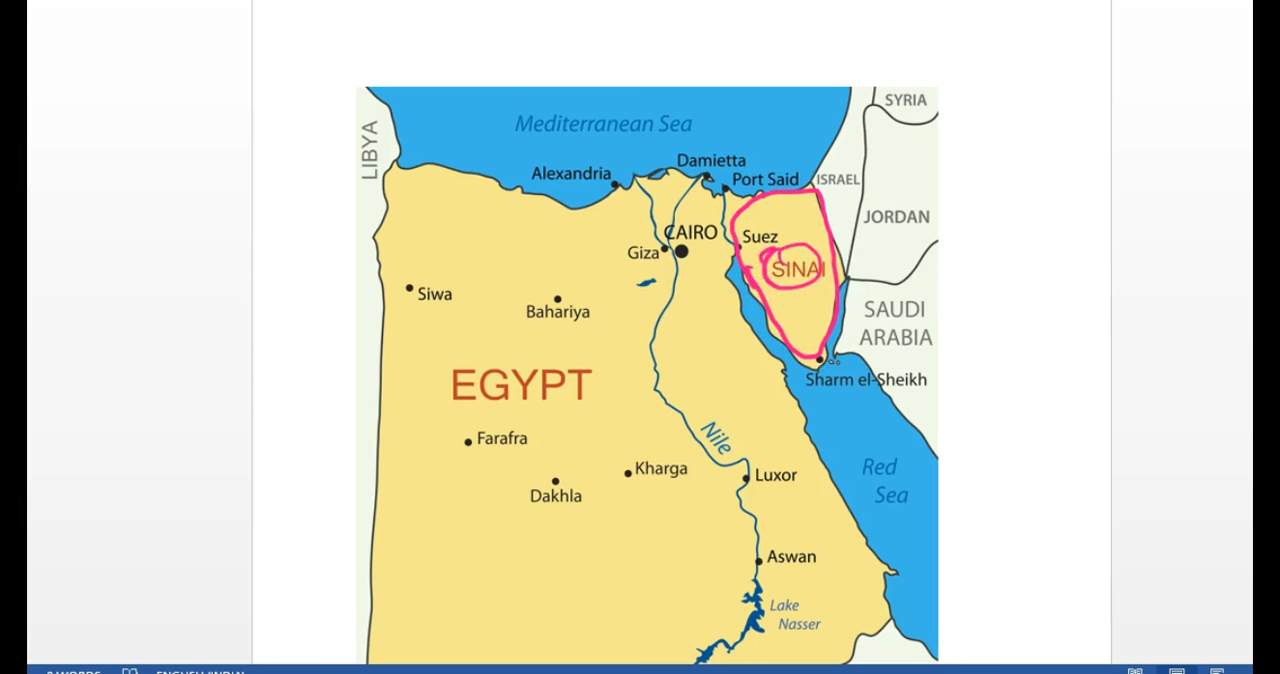 SYRIA
Mediterranean Sea
LIBYA
Damietta
Alexandria
Port Said
ISRAEL
JORDAN
CAIRO
Suez
Giza
SINAI
Siwa
Bahariya
SAUDI
ARABIA
EGYPT
Sharm el-Sheikh
Farafra
Nile
Kharga
Luxor
Red
Sea
Dakhla
Aswan
Lake
Nasser